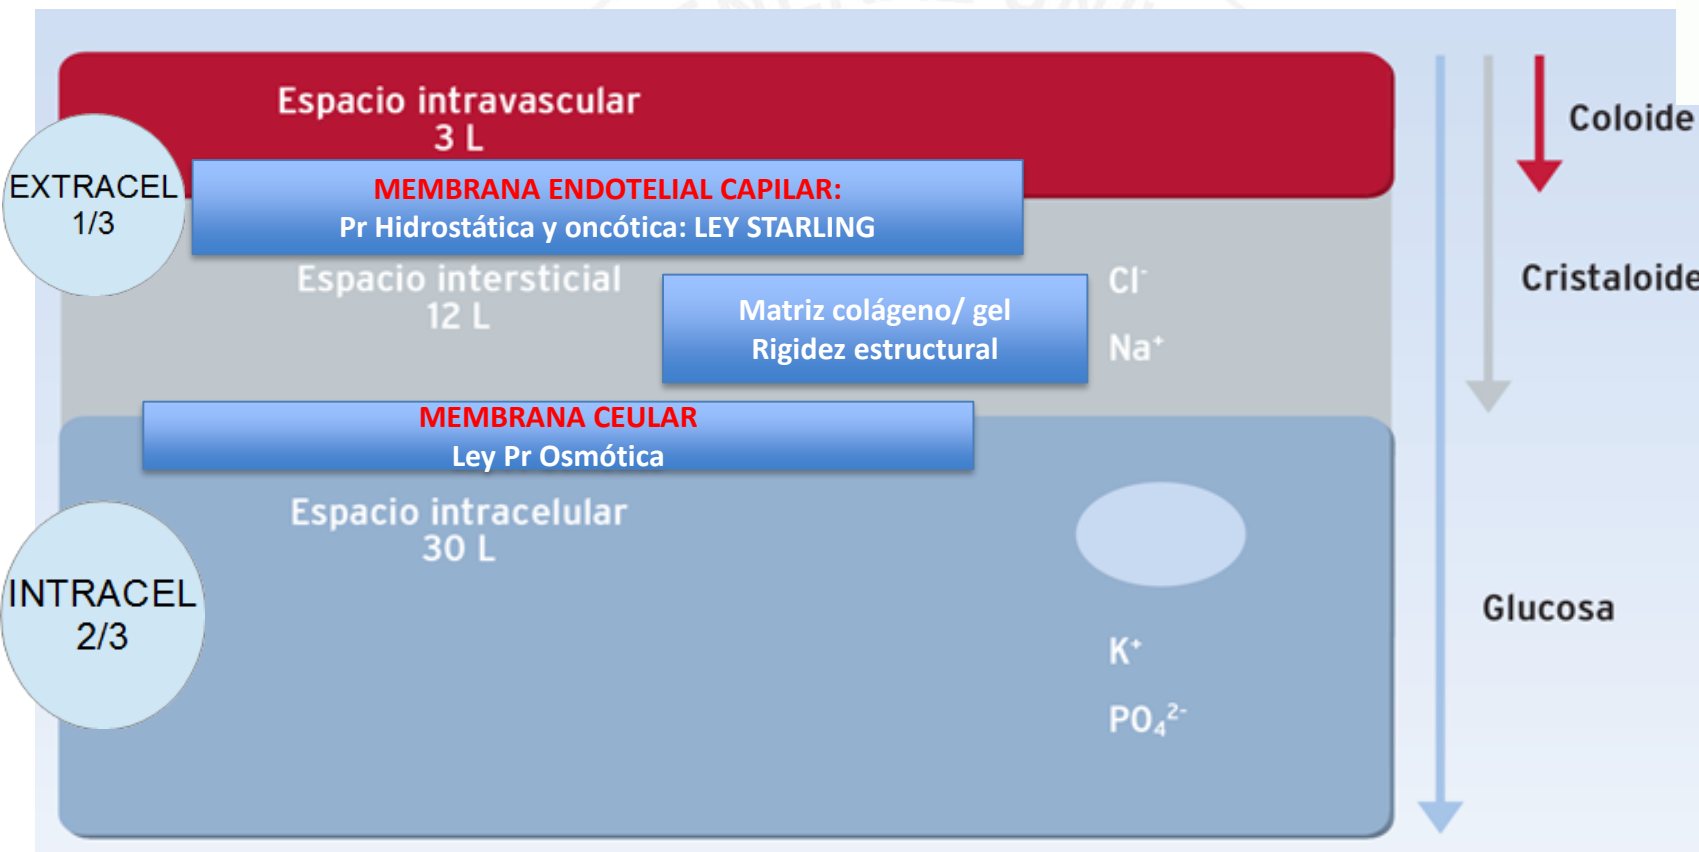 Espacio intravascular
3 L
EXTRACEL
1/3
MEMBRANA ENDOTELIAL CAPILAR:
Pr Hidrostática y oncótica: LEY STARLING
Espacio intersticial
12 L
Matriz colágeno/ gel
Rigidez estructural
Cl⁻
Na⁺
MEMBRANA CEULAR
Ley Pr Osmótica
Espacio intracelular
30 L
INTRACEL
2/3
K⁺
PO₄²⁻
Coloide
Cristaloide
Glucosa